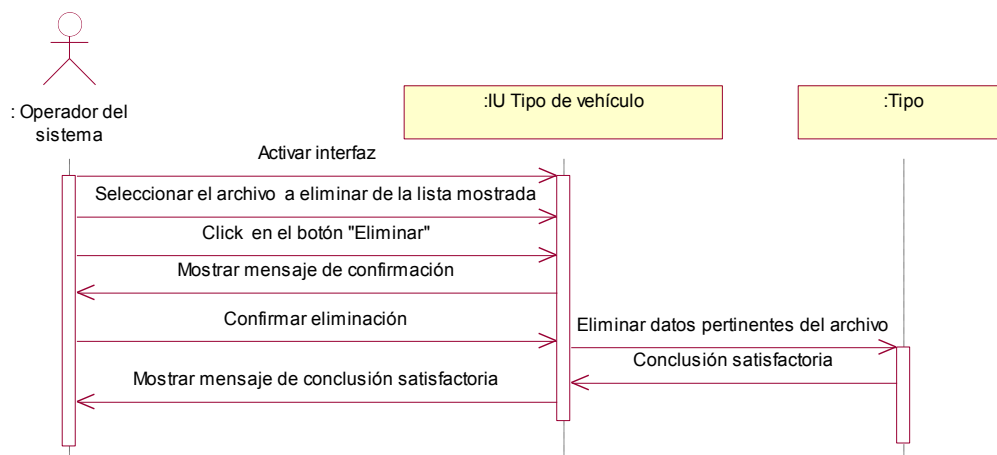 : Operador del
sistema
:IU Tipo de vehículo
:Tipo
Activar interfaz
Seleccionar el archivo a eliminar de la lista mostrada
Click en el botón "Eliminar"
Mostrar mensaje de confirmación
Confirmar eliminación
Eliminar datos pertinentes del archivo
Conclusión satisfactoria
Mostrar mensaje de conclusión satisfactoria